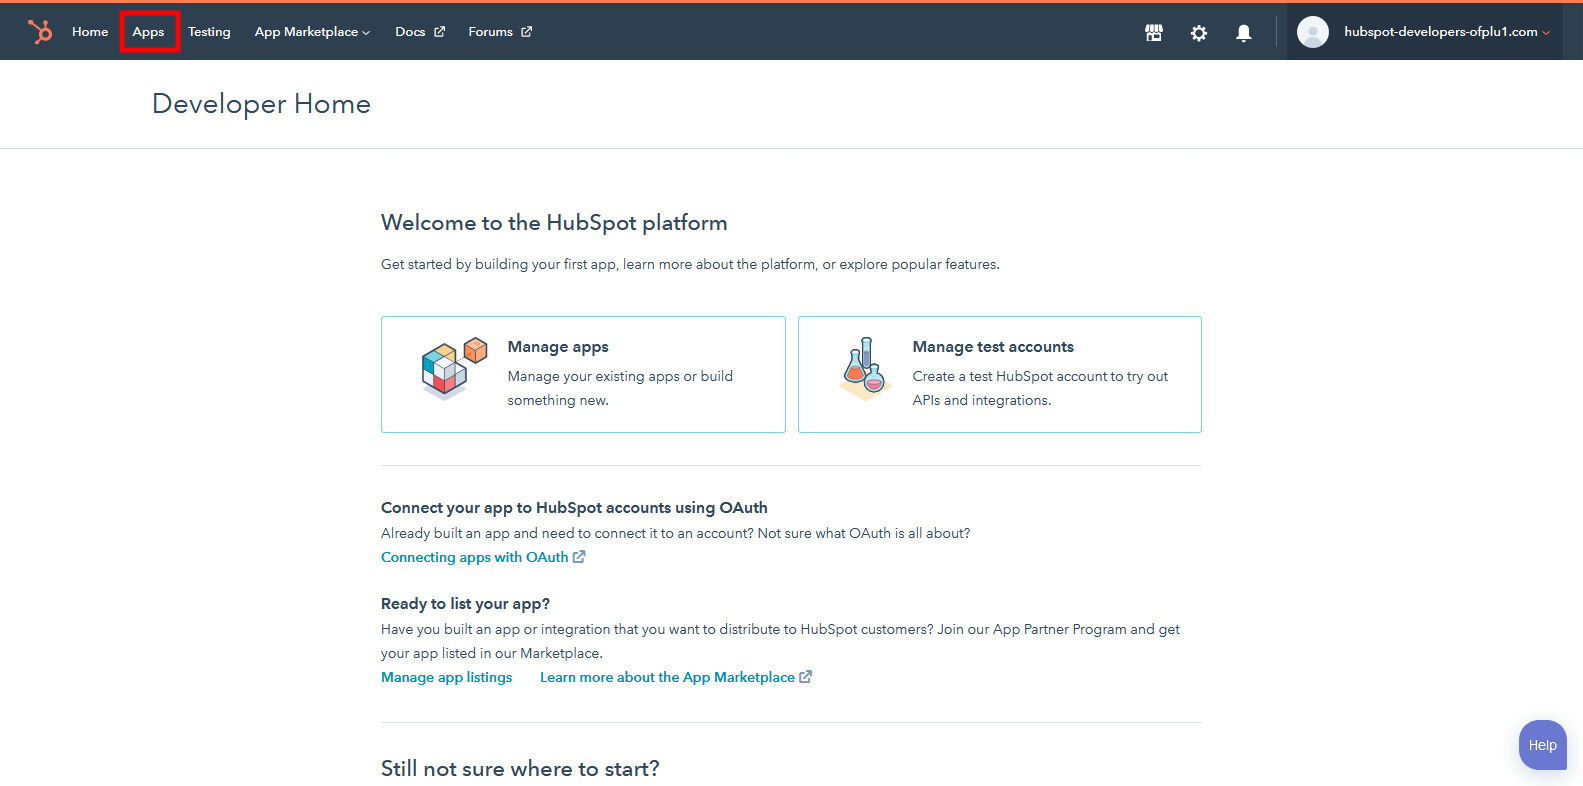 Home Apps Testing App Marketplace Docs Forums hubspot-developers-ofplu1.com
Developer Home
Welcome to the HubSpot platform
Get started by building your first app, learn more about the platform, or explore popular features.
Manage apps
Manage your existing apps or build
something new.
Manage test accounts
Create a test HubSpot account to try out
APIs and integrations.
Connect your app to HubSpot accounts using OAuth
Already built an app and need to connect it to an account? Not sure what OAuth is all about?
Connecting apps with OAuth
Ready to list your app?
Have you built an app or integration that you want to distribute to HubSpot customers? Join our App Partner Program and get
your app listed in our Marketplace.
Manage app listings Learn more about the App Marketplace
Help
Still not sure where to start?